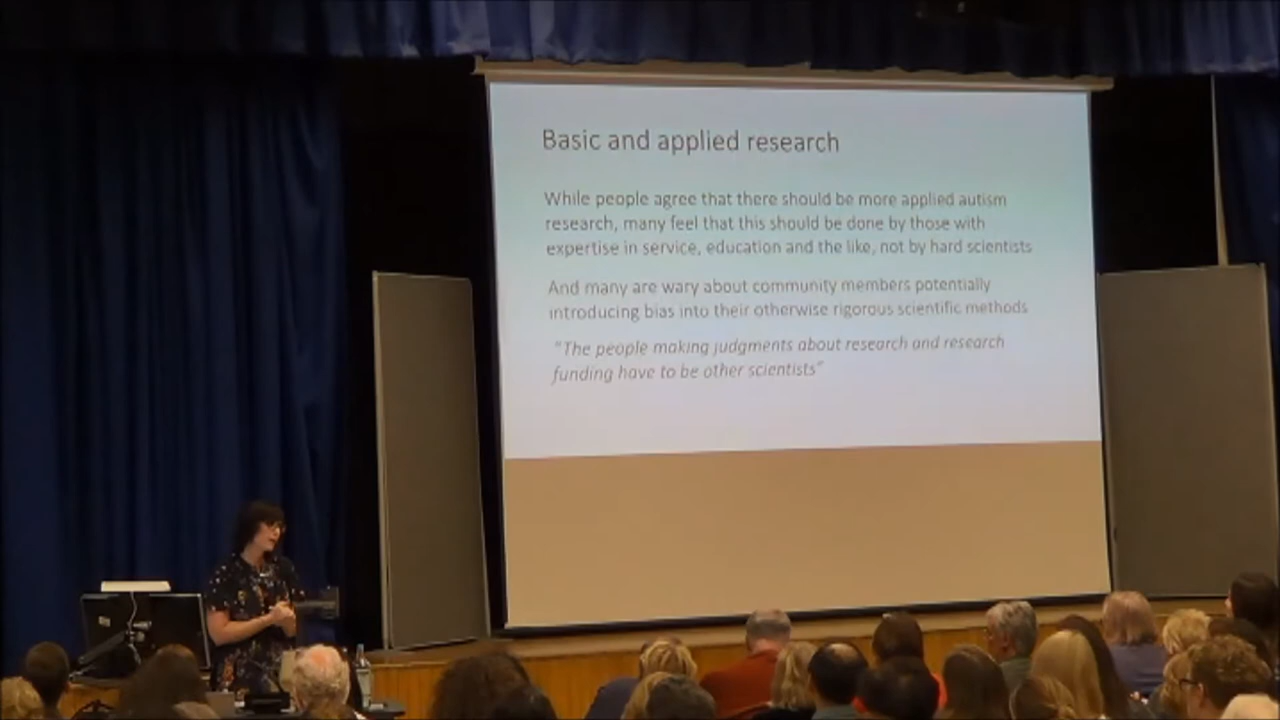 Basic and applied research
While people agree that there should be more applied autism
research, many feel that this should be done by those with
expertise in service, education and the like, not by hard scientists
And many are wary about community members potentially
introducing bias into their otherwise rigorous scientific methods
"The people making judgments about research and research
funding have to be other scientists"